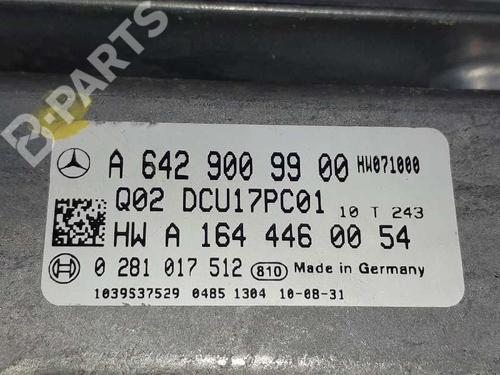 B-PARTS
A 642 900 99 00 HW071000
Q02 DCU17PC01 10 T 243
HW A 164 446 00 54
0 281 017 512 810 Made in Germany
1039S37529 0485 1304 10-08-31